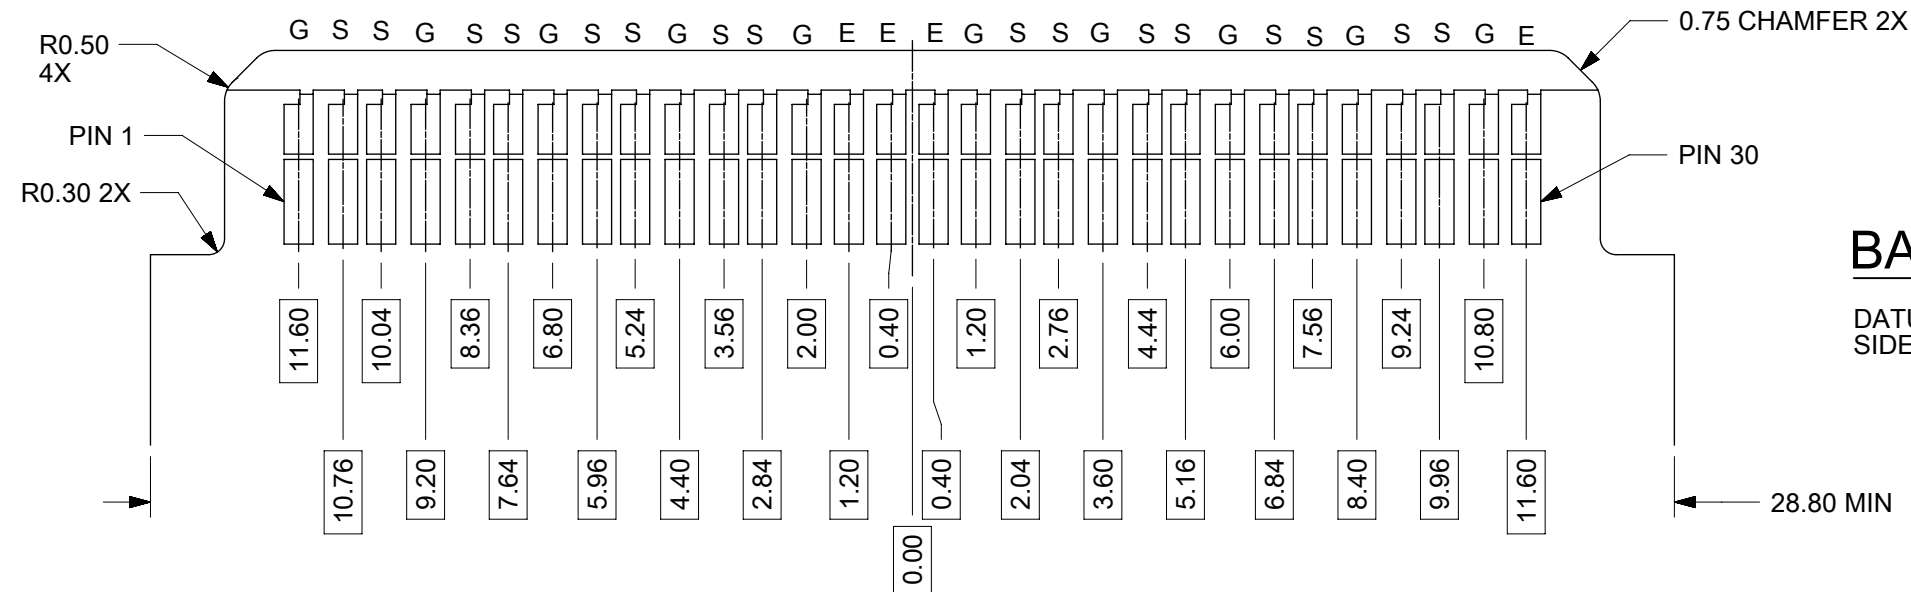 G S S G S S G S S G S S G E E E G S S G S S G S S G S S G E
R0.50
4X
0.75 CHAMFER 2X
PIN 1
PIN 30
R0.30 2X
BA
DATU
SIDE
11.60 10.04 8.36 6.80 5.24 3.56 2.00 0.40 1.20 2.76 4.44 6.00 7.56 9.24 10.80
10.76 9.20 7.64 5.96 4.40 2.84 1.20 0.40 2.04 3.60 5.16 6.84 8.40 9.96 11.60
28.80 MIN
0.00